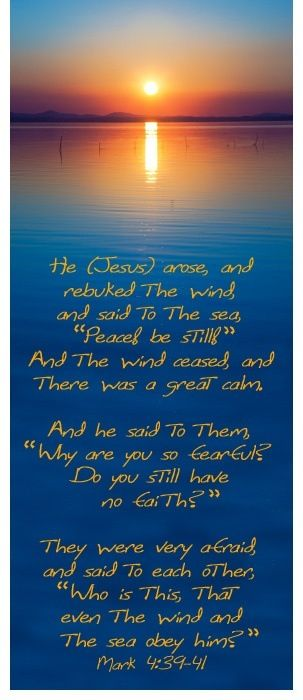 He (Jesus) arose, and
rebuked The wind,
and said To The sea,
“Peace! be still!”
And The wind ceased, and
There was a great calm.
And he said To Them,
“Why are you so fearful?
Do you still have
no faiTh?”
They were very afraid,
and said To each oTher,
“Who is This, ThaT
even The wind and
The sea obey him?”
Mark 4:39-41